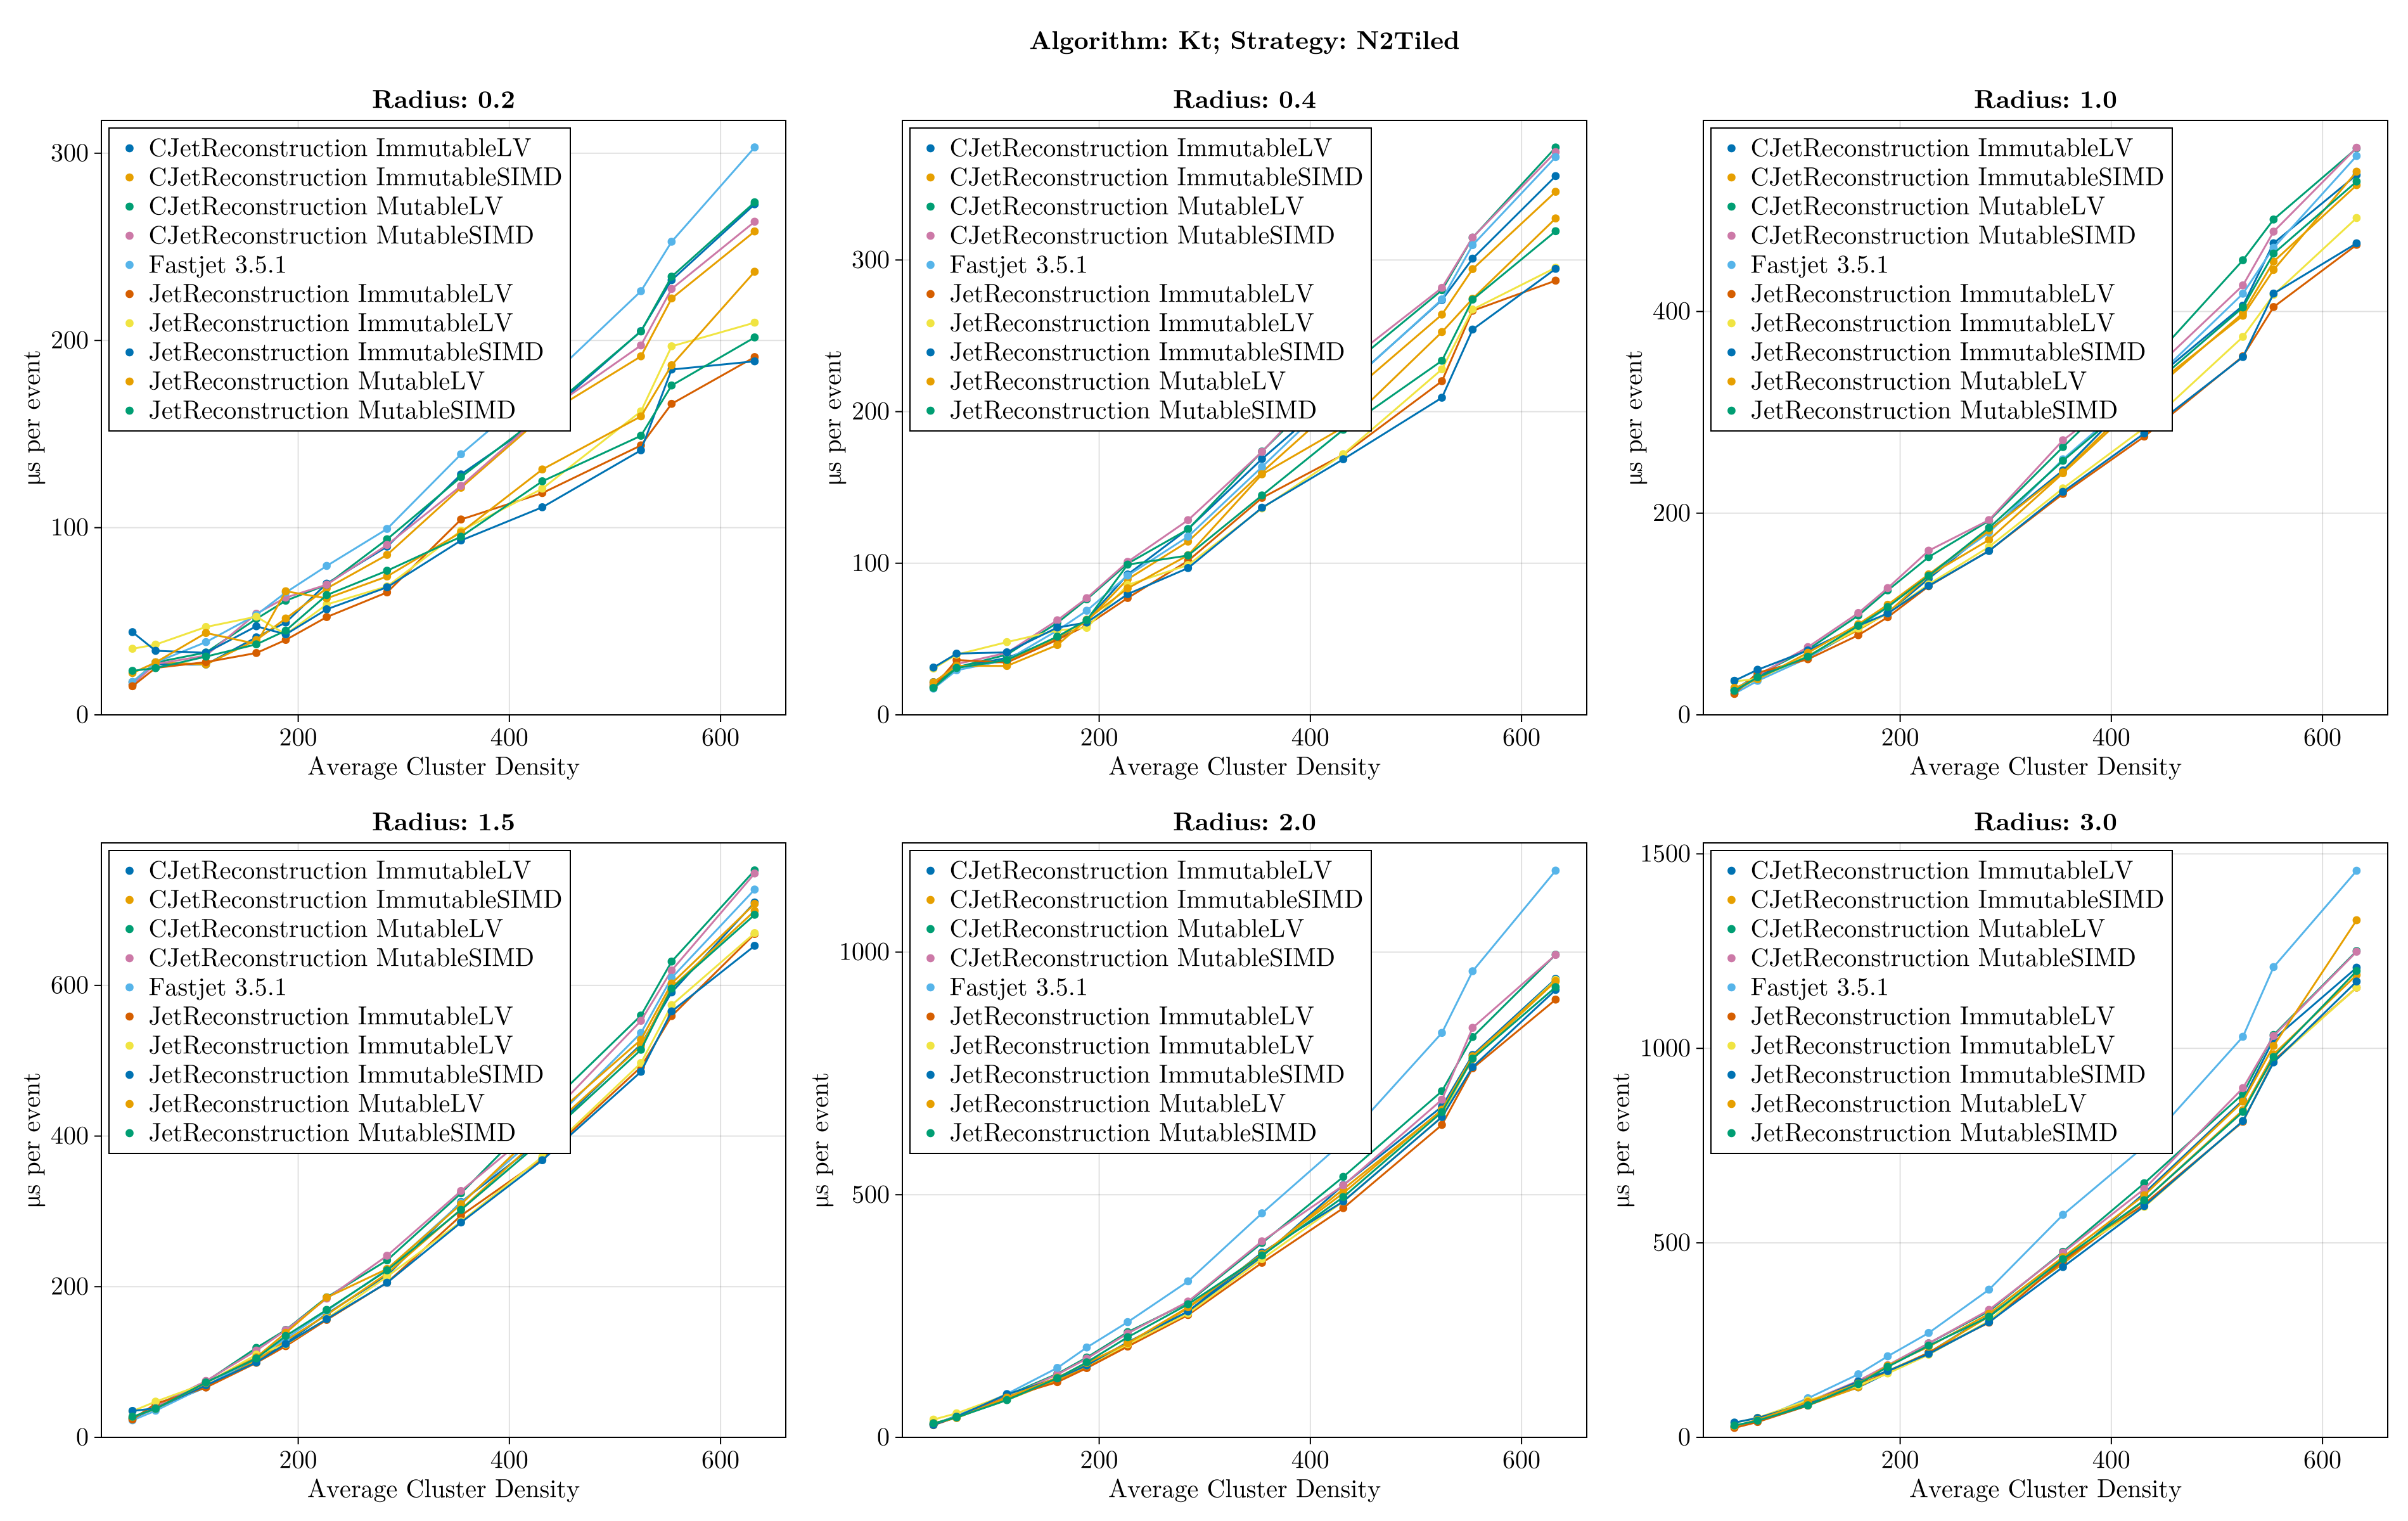 Algorithm: Kt; Strategy: N2Tiled
Radius: 0.2
300
200
100
0
µs per event
CJetReconstruction ImmutableLV
CJetReconstruction ImmutableSIMD
CJetReconstruction MutableLV
CJetReconstruction MutableSIMD
Fastjet 3.5.1
JetReconstruction ImmutableLV
JetReconstruction ImmutableLV
JetReconstruction ImmutableSIMD
JetReconstruction MutableLV
JetReconstruction MutableSIMD
200 400 600
Average Cluster Density
Radius: 0.4
300
200
100
0
µs per event
CJetReconstruction ImmutableLV
CJetReconstruction ImmutableSIMD
CJetReconstruction MutableLV
CJetReconstruction MutableSIMD
Fastjet 3.5.1
JetReconstruction ImmutableLV
JetReconstruction ImmutableLV
JetReconstruction ImmutableSIMD
JetReconstruction MutableLV
JetReconstruction MutableSIMD
200 400 600
Average Cluster Density
Radius: 1.0
400
200
0
µs per event
CJetReconstruction ImmutableLV
CJetReconstruction ImmutableSIMD
CJetReconstruction MutableLV
CJetReconstruction MutableSIMD
Fastjet 3.5.1
JetReconstruction ImmutableLV
JetReconstruction ImmutableLV
JetReconstruction ImmutableSIMD
JetReconstruction MutableLV
JetReconstruction MutableSIMD
200 400 600
Average Cluster Density
Radius: 1.5
600
400
200
0
µs per event
CJetReconstruction ImmutableLV
CJetReconstruction ImmutableSIMD
CJetReconstruction MutableLV
CJetReconstruction MutableSIMD
Fastjet 3.5.1
JetReconstruction ImmutableLV
JetReconstruction ImmutableLV
JetReconstruction ImmutableSIMD
JetReconstruction MutableLV
JetReconstruction MutableSIMD
200 400 600
Average Cluster Density
Radius: 2.0
1000
500
0
µs per event
CJetReconstruction ImmutableLV
CJetReconstruction ImmutableSIMD
CJetReconstruction MutableLV
CJetReconstruction MutableSIMD
Fastjet 3.5.1
JetReconstruction ImmutableLV
JetReconstruction ImmutableLV
JetReconstruction ImmutableSIMD
JetReconstruction MutableLV
JetReconstruction MutableSIMD
200 400 600
Average Cluster Density
Radius: 3.0
1500
1000
500
0
µs per event
CJetReconstruction ImmutableLV
CJetReconstruction ImmutableSIMD
CJetReconstruction MutableLV
CJetReconstruction MutableSIMD
Fastjet 3.5.1
JetReconstruction ImmutableLV
JetReconstruction ImmutableLV
JetReconstruction ImmutableSIMD
JetReconstruction MutableLV
JetReconstruction MutableSIMD
200 400 600
Average Cluster Density